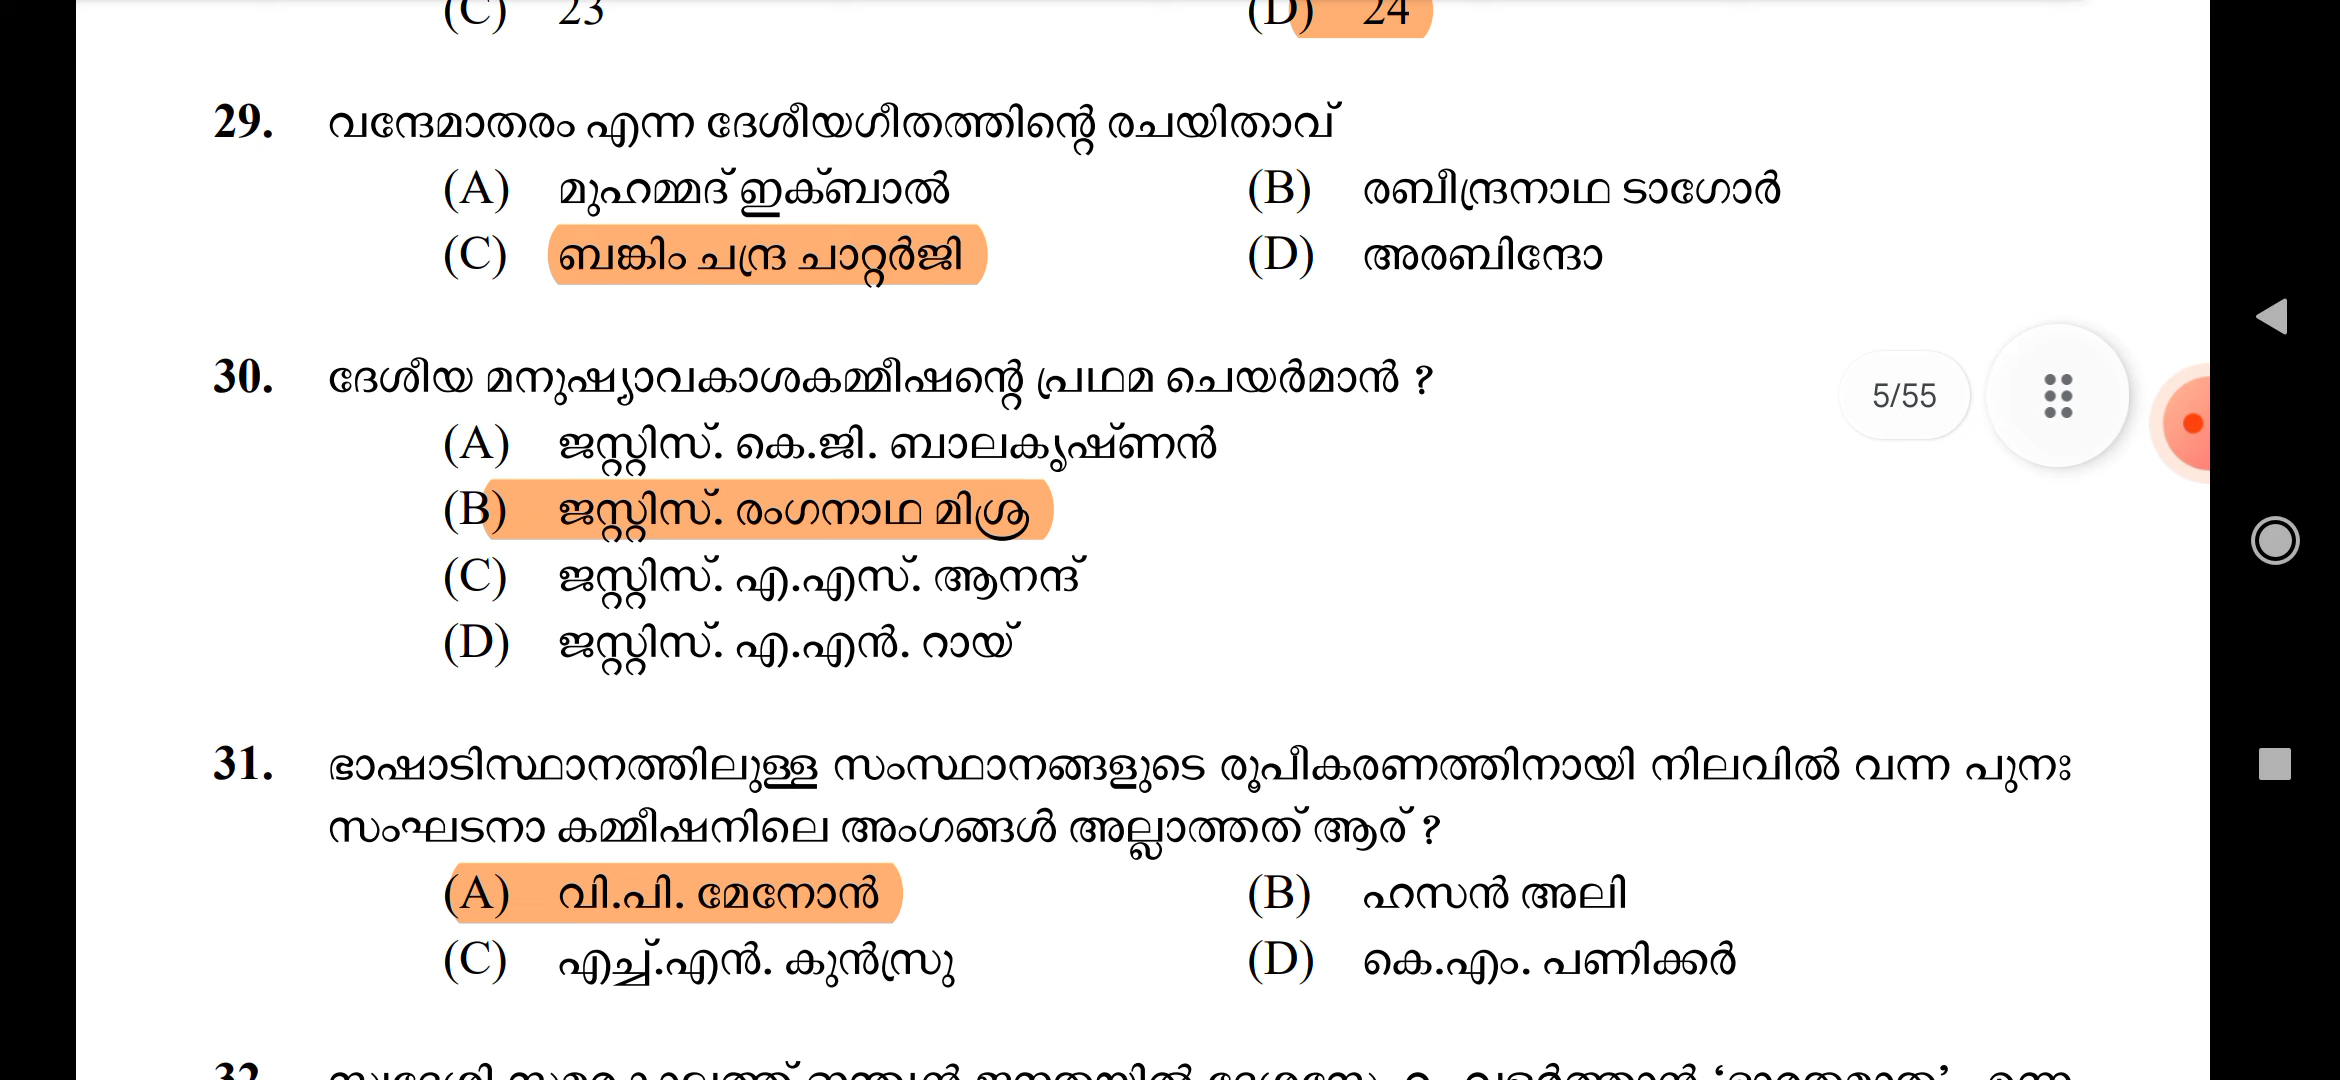 (C) 23 (D) 24
29. വന്ദേമാതരം എന്ന ദേശീയഗീതത്തിന്റെ രചയിതാവ്
(A) മുഹമ്മദ് ഇക്ബാൽ (B) രബീന്ദ്രനാഥ ടാഗോർ
(C) ബങ്കിം ചന്ദ്ര ചാറ്റർജി (D) അരബിന്ദോ
30. ദേശീയ മനുഷ്യാവകാശകമ്മീഷന്റെ പ്രഥമ ചെയർമാൻ ?
5/55
(A) ജസ്റ്റിസ്. കെ.ജി. ബാലകൃഷ്ണൻ
(B) ജസ്റ്റിസ്. രംഗനാഥ മിശ്ര
(C) ജസ്റ്റിസ്. എ.എസ്. ആനന്ദ്
(D) ജസ്റ്റിസ്. എ.എൻ. റായ്
31. ഭാഷാടിസ്ഥാനത്തിലുള്ള സംസ്ഥാനങ്ങളുടെ രൂപീകരണത്തിനായി നിലവിൽ വന്ന പുനഃ
സംഘടനാ കമ്മീഷനിലെ അംഗങ്ങൾ അല്ലാത്തത് ആര് ?
(A) വി.പി. മേനോൻ (B) ഹസൻ അലി
(C) എച്ച്.എൻ. കുൻസ്രു (D) കെ.എം. പണിക്കർ
32.